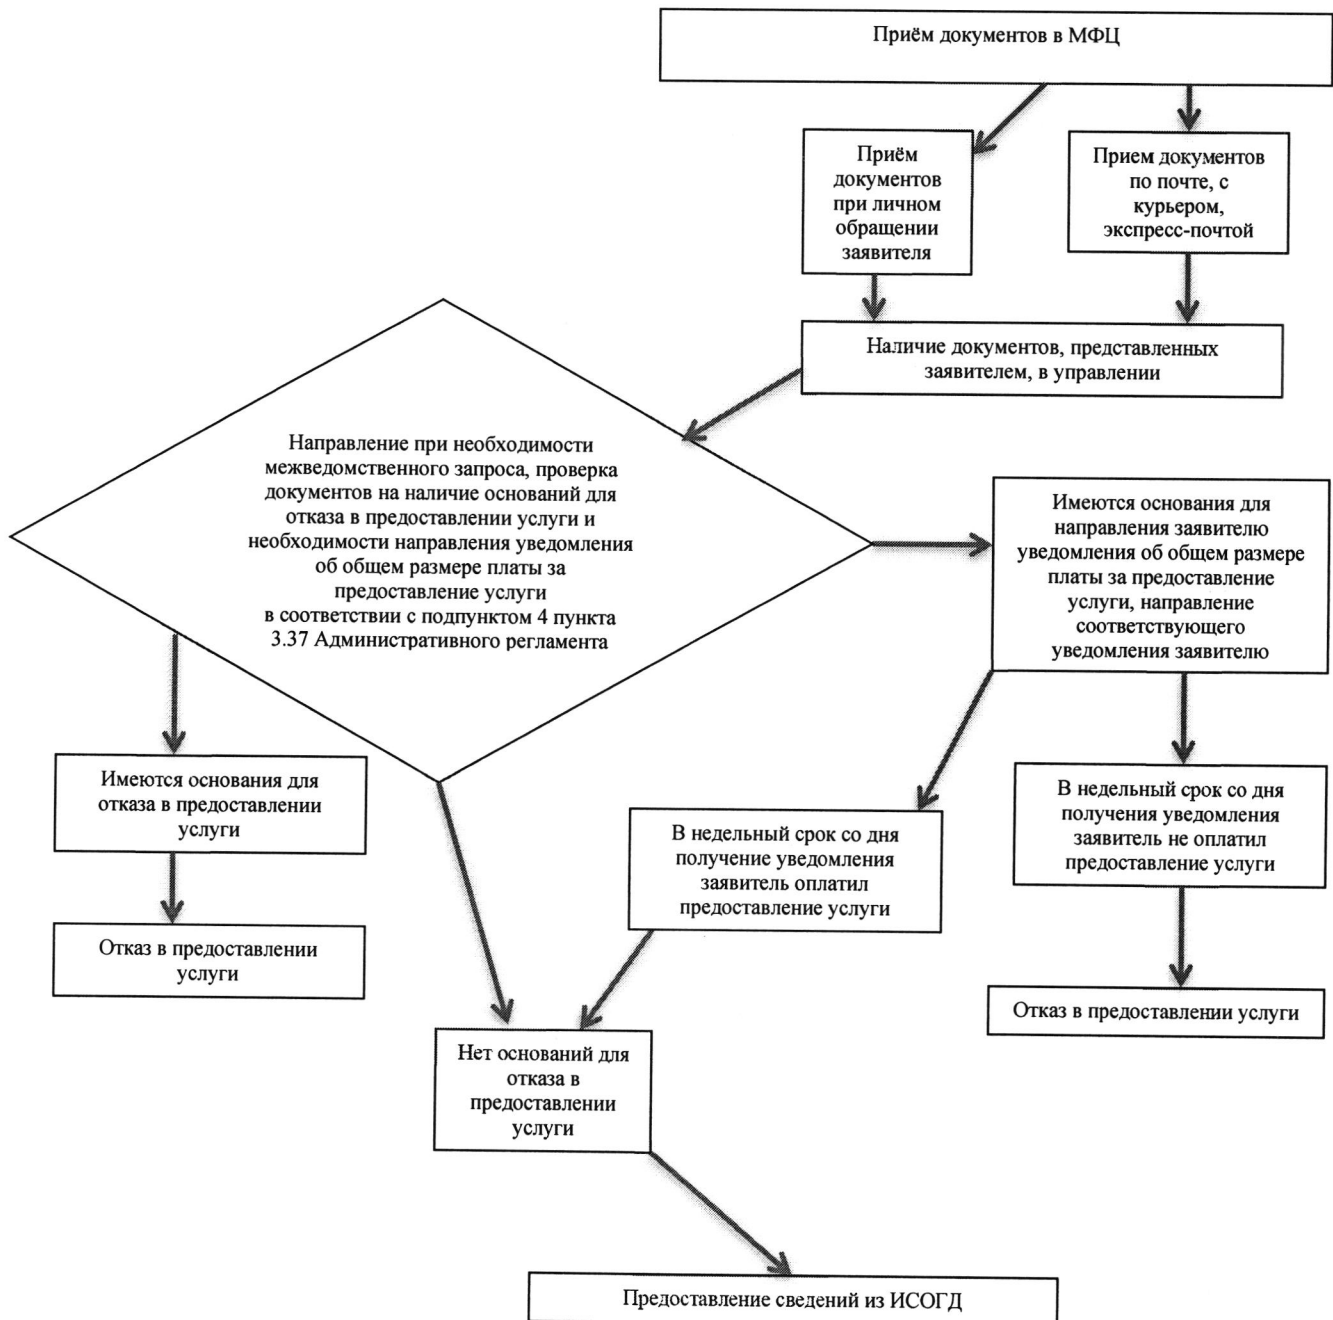 Приём документов в МФЦ
Приём
документов
при личном
обращении
заявителя
Прием документов
по почте, с
курьером,
экспресс-почтой
Наличие документов, представленных
заявителем, в управлении
Направление при необходимости
межведомственного запроса, проверка
документов на наличие оснований для
отказа в предоставлении услуги и
необходимости направления уведомления
об общем размере платы за
предоставление услуги
в соответствии с подпунктом 4 пункта
3.37 Административного регламента
Имеются основания для
направления заявителю
уведомления об общем размере
платы за предоставление
услуги, направление
соответствующего
уведомления заявителю
Имеются основания для
отказа в предоставлении
услуги
В недельный срок со дня
получение уведомления
заявитель оплатил
предоставление услуги
В недельный срок со дня
получения уведомления
заявитель не оплатил
предоставление услуги
Отказ в предоставлении
услуги
Отказ в предоставлении услуги
Нет оснований для
отказа в
предоставлении
услуги
Предоставление сведений из ИСОГД